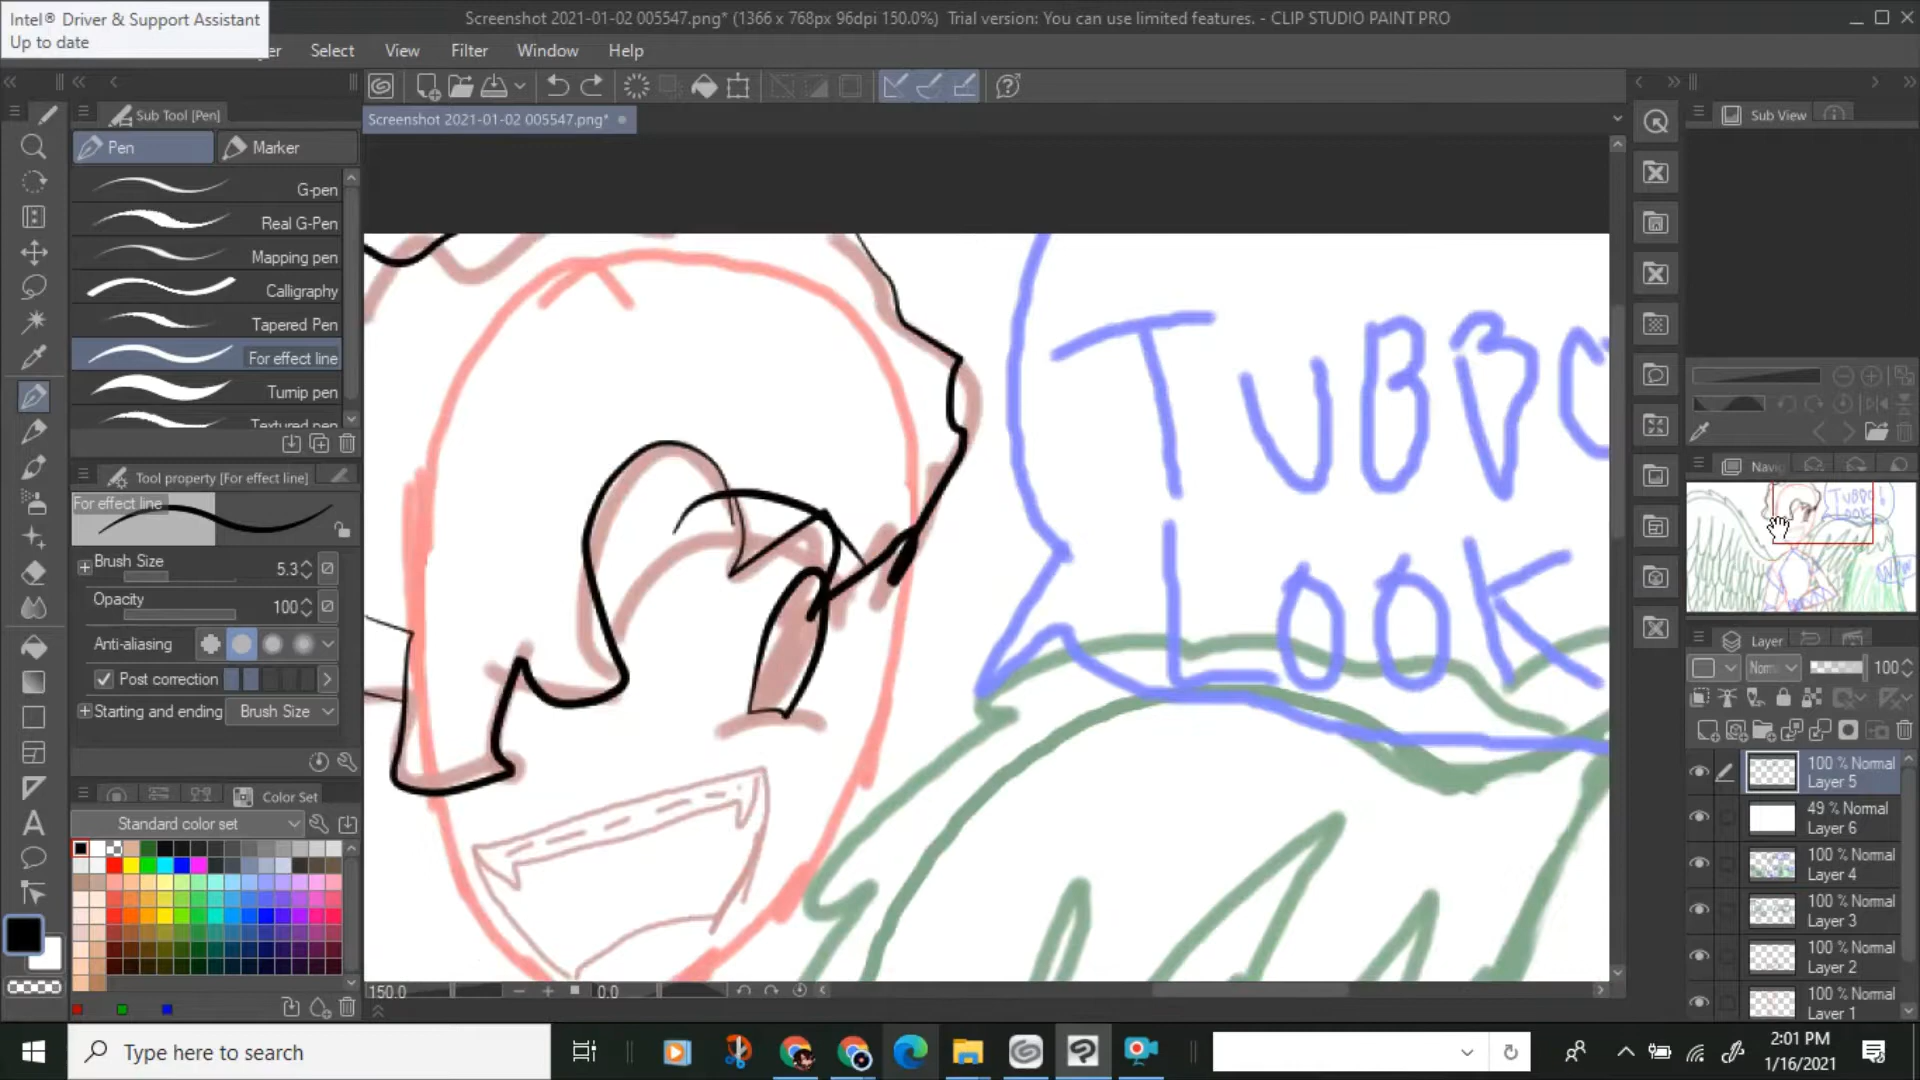 Intel® Driver & Support Assistant
Up to date
Screenshot 2021-01-02 005547.png* (1366 x 768px 96dpi 150.0%) Trial version: You can use limited features. - CLIP STUDIO PAINT PRO
er Select View Filter Window Help
Sub Tool [Pen]
Screenshot 2021-01-02 005547.png*
Sub View
Pen
Marker
G-pen
Real G-Pen
Mapping pen
Calligraphy
Tapered Pen
For effect line
Turnip pen
Textured pen
Tool property [For effect line]
For effect line
Brush Size 5.3
Opacity 100
Anti-aliasing
Post correction
Starting and ending Brush Size
Color Set
Standard color set
TUBBO
LOOK
Navi
Layer
Norm 100
100 % Normal
Layer 5
49 % Normal
Layer 6
100 % Normal
Layer 4
100 % Normal
Layer 3
100 % Normal
Layer 2
100 % Normal
Layer 1
150.0 0.0
Type here to search
2:01 PM
1/16/2021